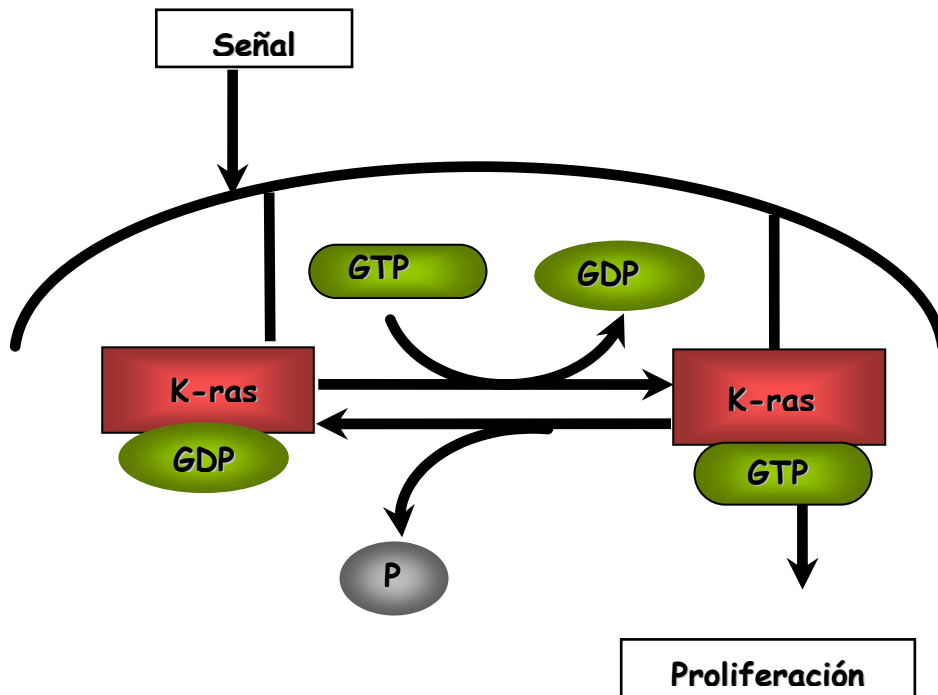 Señal
GTP
GDP
K-ras
K-ras
GDP
GTP
P
Proliferación